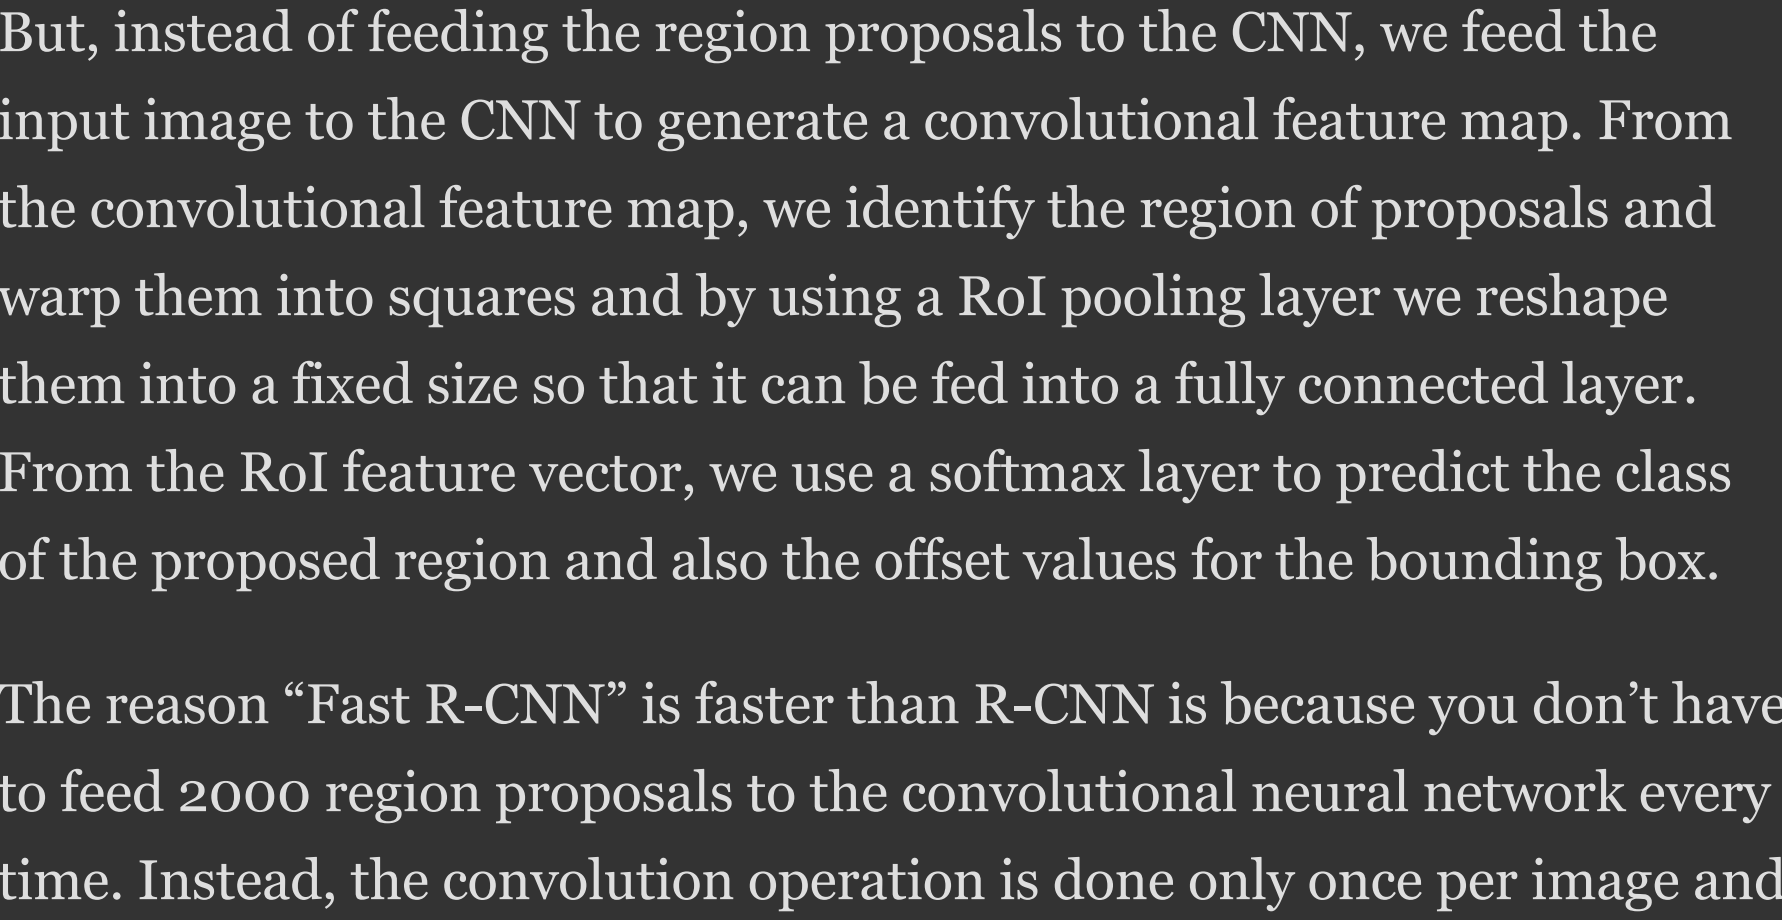 But, instead of feeding the region proposals to the CNN, we feed the
input image to the CNN to generate a convolutional feature map. From
the convolutional feature map, we identify the region of proposals and
warp them into squares and by using a RoI pooling layer we reshape
them into a fixed size so that it can be fed into a fully connected layer.
From the RoI feature vector, we use a softmax layer to predict the class
of the proposed region and also the offset values for the bounding box.
The reason “Fast R-CNN” is faster than R-CNN is because you don’t have
to feed 2000 region proposals to the convolutional neural network every
time. Instead, the convolution operation is done only once per image and